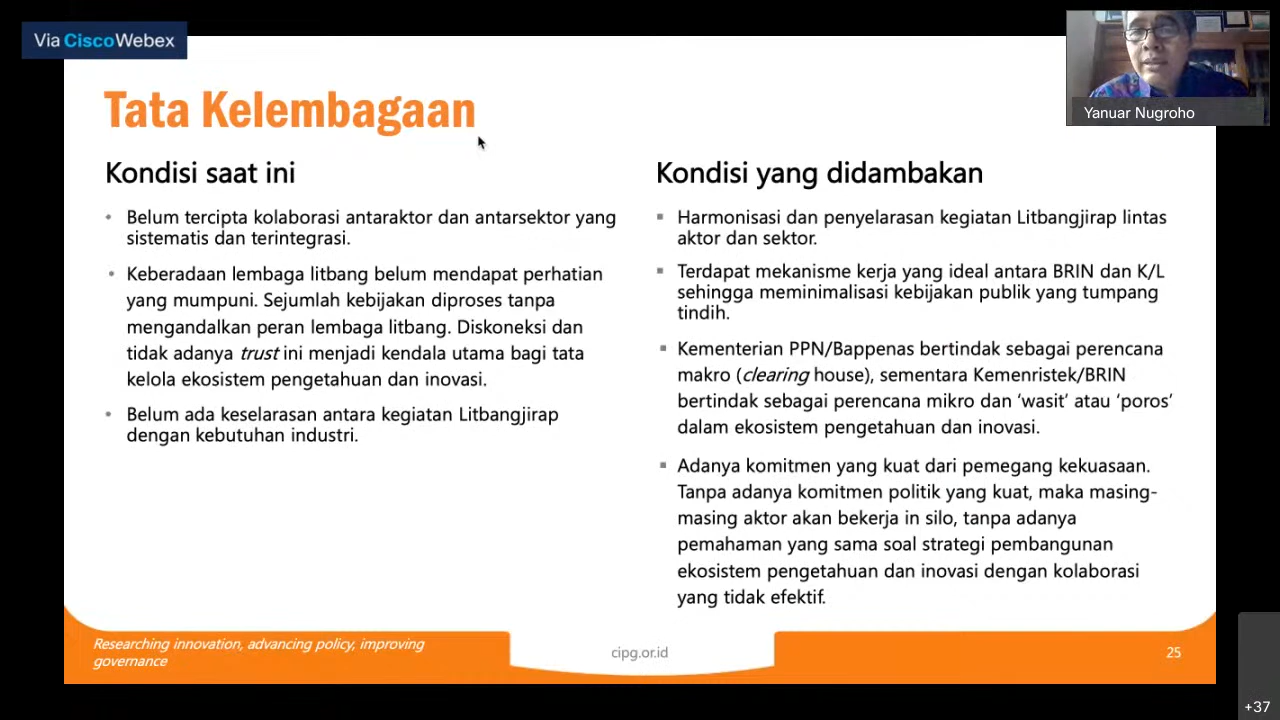 Via Cisco Webex
Yanuar Nugroho
Tata Kelembagaan
Kondisi saat ini
• Belum tercipta kolaborasi antaraktor dan antarsektor yang
sistematis dan terintegrasi.
• Keberadaan lembaga litbang belum mendapat perhatian
yang mumpuni. Sejumlah kebijakan diproses tanpa
mengandalkan peran lembaga litbang. Diskoneksi dan
tidak adanya trust ini menjadi kendala utama bagi tata
kelola ekosistem pengetahuan dan inovasi.
• Belum ada keselarasan antara kegiatan Litbangjirap
dengan kebutuhan industri.
Kondisi yang didambakan
▪ Harmonisasi dan penyelarasan kegiatan Litbangjirap lintas
aktor dan sektor.
▪ Terdapat mekanisme kerja yang ideal antara BRIN dan K/L
sehingga meminimalisasi kebijakan publik yang tumpang
tindih.
▪ Kementerian PPN/Bappenas bertindak sebagai perencana
makro (clearing house), sementara Kemenristek/BRIN
bertindak sebagai perencana mikro dan ‘wasit’ atau ‘poros’
dalam ekosistem pengetahuan dan inovasi.
▪ Adanya komitmen yang kuat dari pemegang kekuasaan.
Tanpa adanya komitmen politik yang kuat, maka masing-
masing aktor akan bekerja in silo, tanpa adanya
pemahaman yang sama soal strategi pembangunan
ekosistem pengetahuan dan inovasi dengan kolaborasi
yang tidak efektif.
Researching innovation, advancing policy, improving
governance
cipg.or.id
25
+37